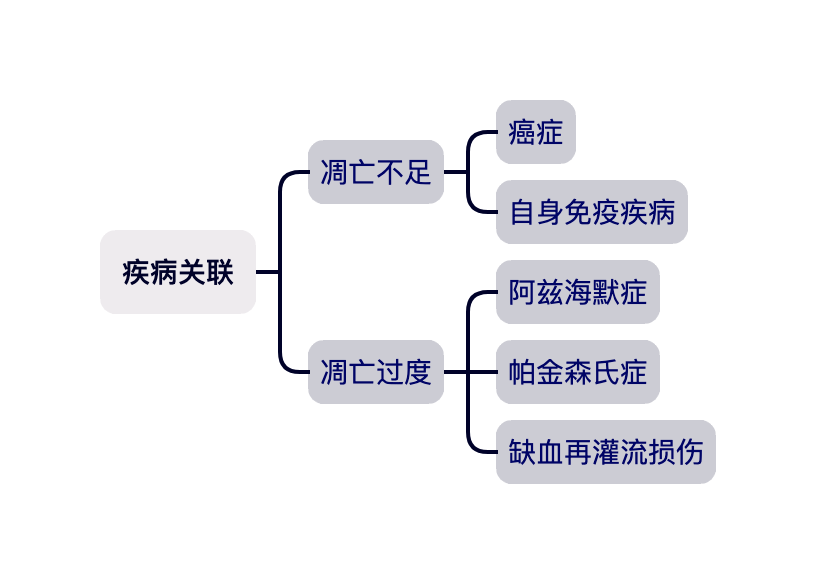 疾病关联
凋亡不足
癌症
自身免疫疾病
凋亡过度
阿兹海默症
帕金森氏症
缺血再灌流损伤